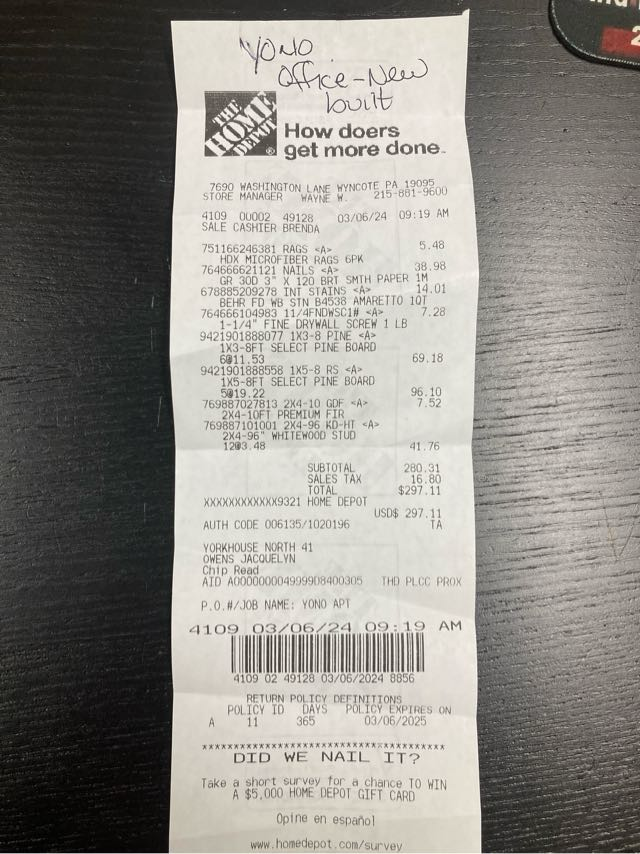 YONO
Office-New
built
THE
HOME
DEPOT
®
How doers
get more done™
7690 WASHINGTON LANE WYNCOTE PA 19095
STORE MANAGER WAYNE W. 215-881-9600
4109 00002 49128 03/06/24 09:19 AM
SALE CASHIER BRENDA
751166246381 RAGS <A> 5.48
HDX MICROFIBER RAGS 6PK
764666621121 NAILS <A> 38.98
GR 30D 3" X 120 BRT SMTH PAPER 1M
678885209278 INT STAINS <A> 14.01
BEHR FD WB STN B4538 AMARETTO 1QT
764666104983 11/4FNDWSC1# <A> 7.28
1-1/4" FINE DRYWALL SCREW 1 LB
9421901888077 1X3-8 PINE <A>
1X3-8FT SELECT PINE BOARD
6@11.53 69.18
9421901888558 1X5-8 RS <A>
1X5-8FT SELECT PINE BOARD
5@19.22 96.10
769887027813 2X4-10 GDF <A> 7.52
2X4-10FT PREMIUM FIR
769887101001 2X4-96 KD-HT <A>
2X4-96" WHITEWOOD STUD
12@3.48 41.76
SUBTOTAL 280.31
SALES TAX 16.80
TOTAL $297.11
XXXXXXXXXXXX9321 HOME DEPOT
USD$ 297.11
AUTH CODE 006135/1020196 TA
YORKHOUSE NORTH 41
OWENS JACQUELYN
Chip Read
AID A0000000049999D8400305 THD PLCC PROX
P.O.#/JOB NAME: YONO APT
4109 03/06/24 09:19 AM
4109 02 49128 03/06/2024 8856
RETURN POLICY DEFINITIONS
POLICY ID DAYS POLICY EXPIRES ON
A 11 365 03/06/2025
DID WE NAIL IT?
Take a short survey for a chance TO WIN
A $5,000 HOME DEPOT GIFT CARD
Opine en español
www.homedepot.com/survey